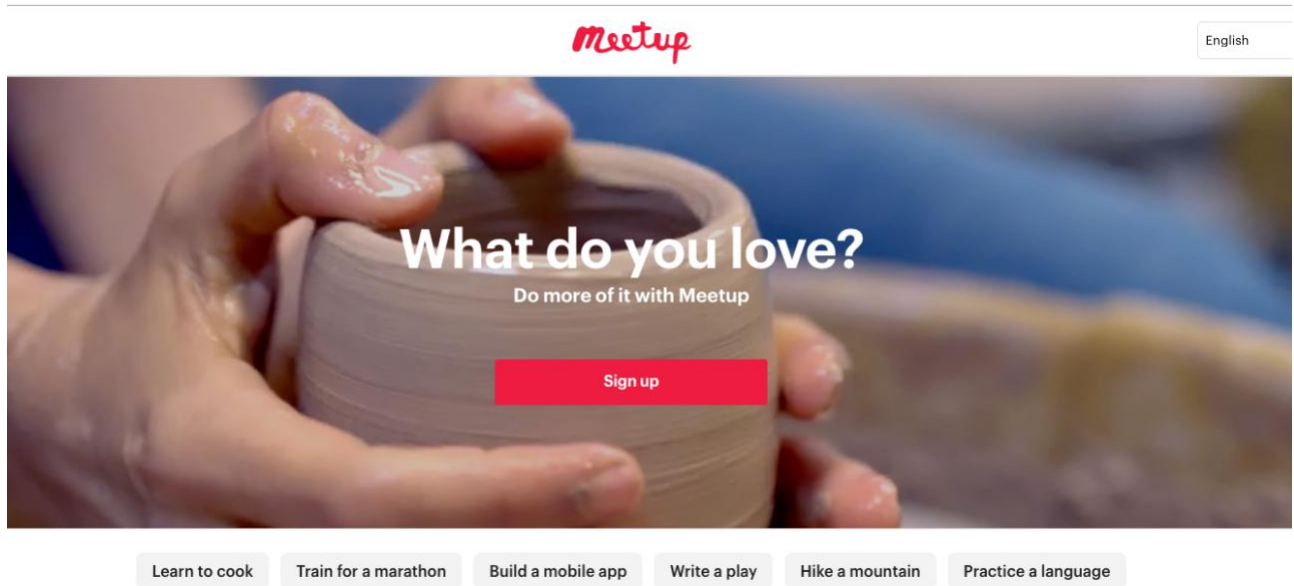 meetup
English
What do you love?
Do more of it with Meetup
Sign up
Learn to cook Train for a marathon Build a mobile app Write a play Hike a mountain Practice a language